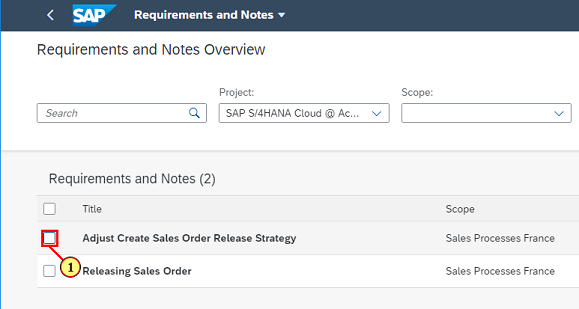 SAP Requirements and Notes
Requirements and Notes Overview
Project: Scope:
Search SAP S/4HANA Cloud @ Ac...
Requirements and Notes (2)
Title Scope
Adjust Create Sales Order Release Strategy Sales Processes France
1
Releasing Sales Order Sales Processes France